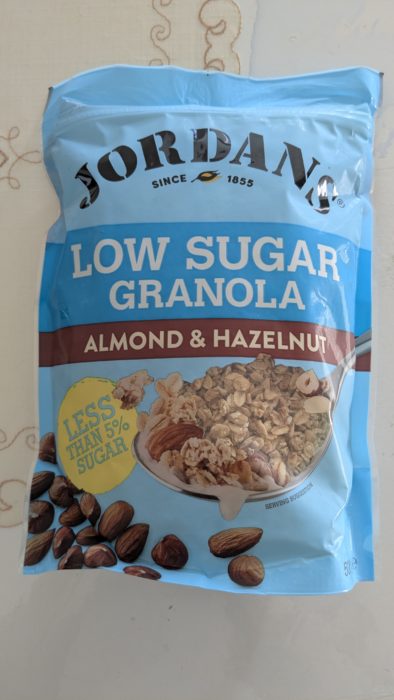 JORDANS
SINCE 1855
LOW SUGAR
GRANOLA
ALMOND & HAZELNUT
LESS
THAN 5%
SUGAR
SERVING SUGGESTION